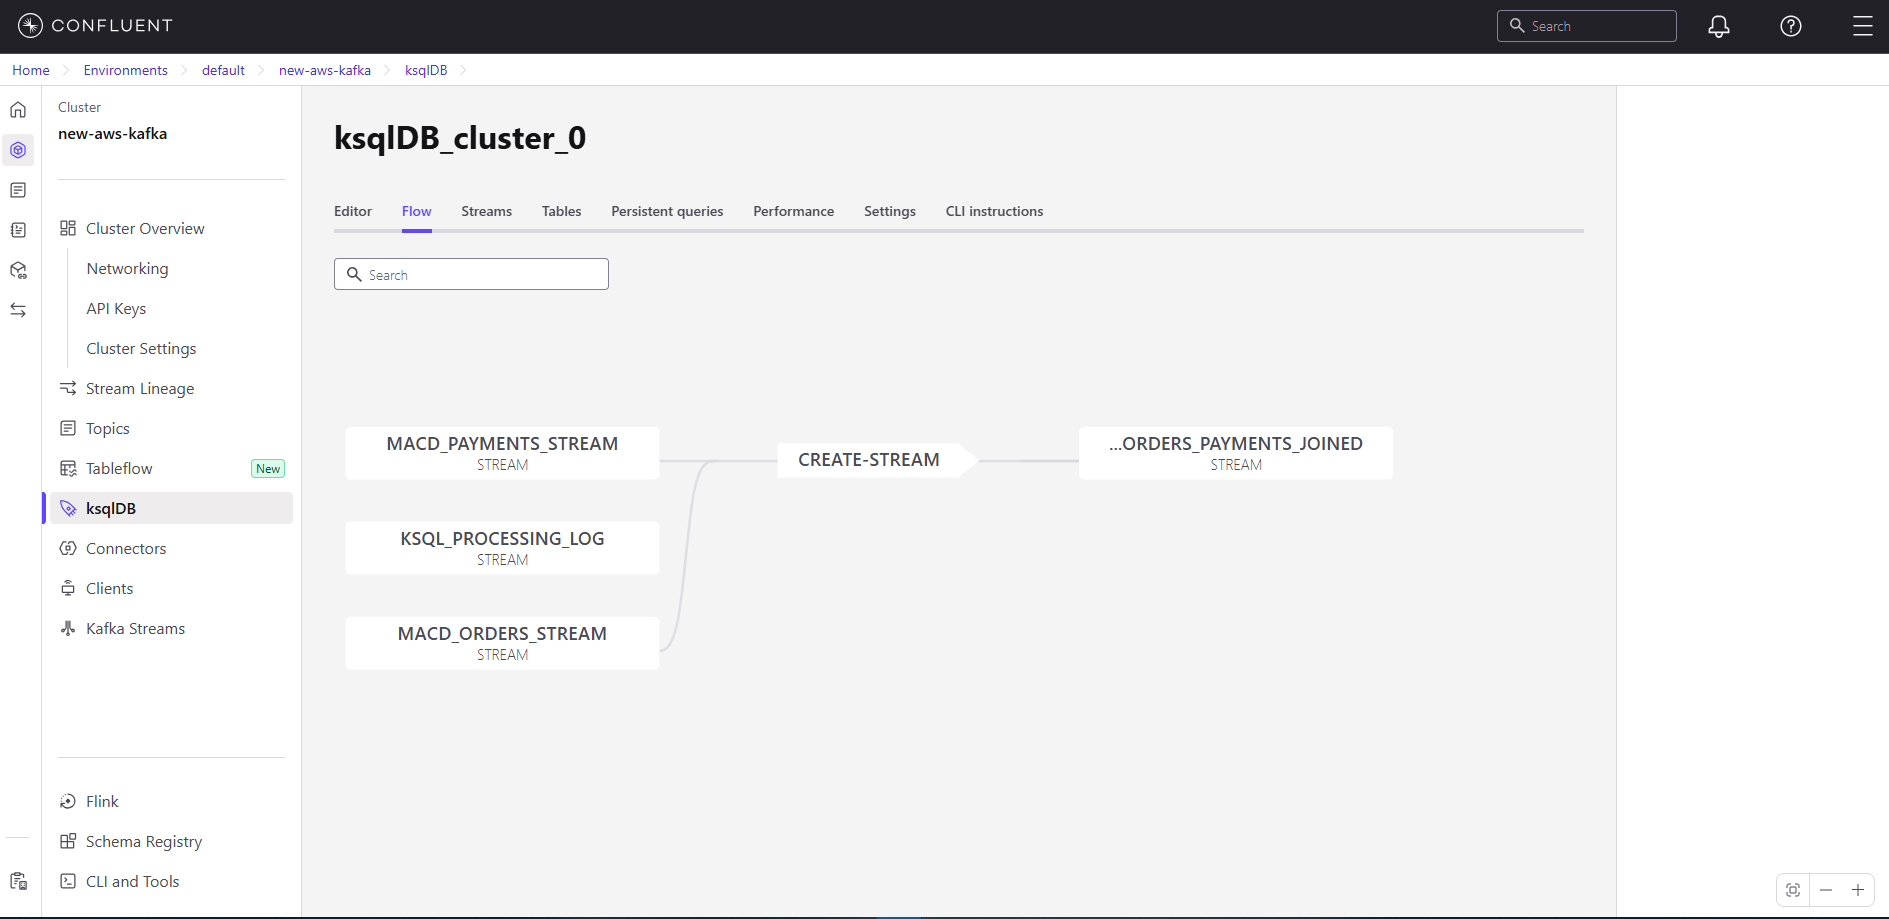 CONFLUENT
Search
Home
Environments
default
new-aws-kafka
ksqlDB
Cluster
new-aws-kafka
Cluster Overview
Networking
API Keys
Cluster Settings
Stream Lineage
Topics
Tableflow
New
ksqlDB
Connectors
Clients
Kafka Streams
Flink
Schema Registry
CLI and Tools
ksqlDB_cluster_0
Editor Flow Streams Tables Persistent queries Performance Settings CLI instructions
Search
MACD_PAYMENTS_STREAM
STREAM
KSQL_PROCESSING_LOG
STREAM
MACD_ORDERS_STREAM
STREAM
CREATE-STREAM
...ORDERS_PAYMENTS_JOINED
STREAM